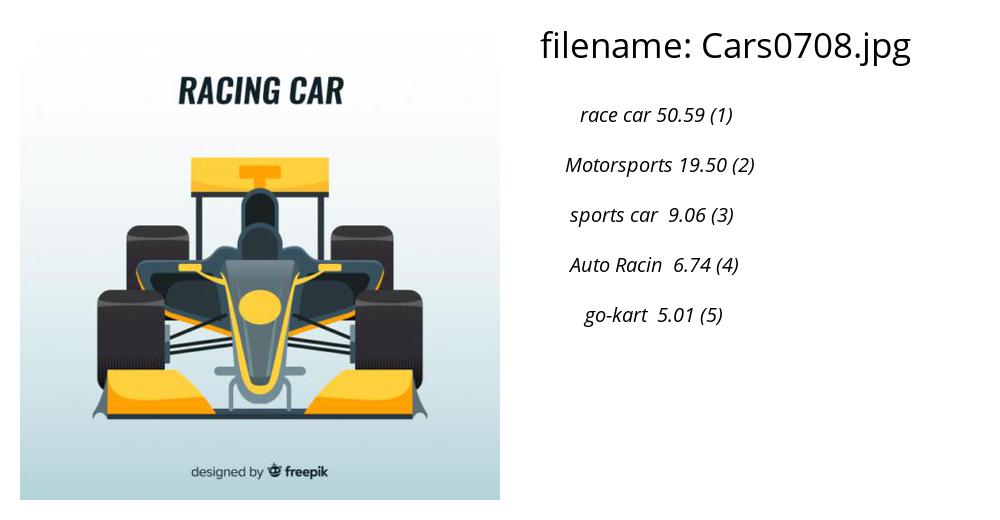 RACING CAR
designed by freepik
filename: Cars0708.jpg
race car 50.59 (1)
Motorsports 19.50 (2)
sports car 9.06 (3)
Auto Racin 6.74 (4)
go-kart 5.01 (5)